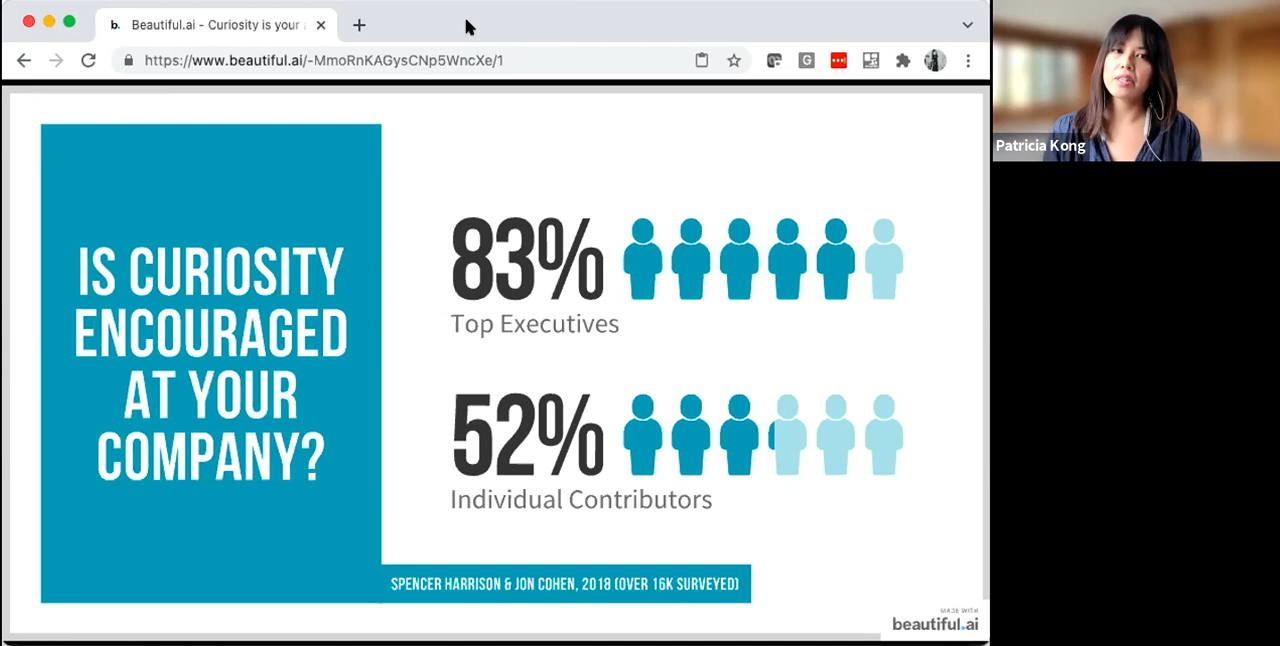 b. Beautiful.ai - Curiosity is your
https://www.beautiful.ai/-MmoRnKAGysCNp5WncXe/1
G
Patricia Kong
IS CURIOSITY
ENCOURAGED
AT YOUR
COMPANY?
83%
Top Executives
52%
Individual Contributors
SPENCER HARRISON & JON COHEN, 2018 (OVER 16K SURVEYED)
MADE WITH
beautiful.ai